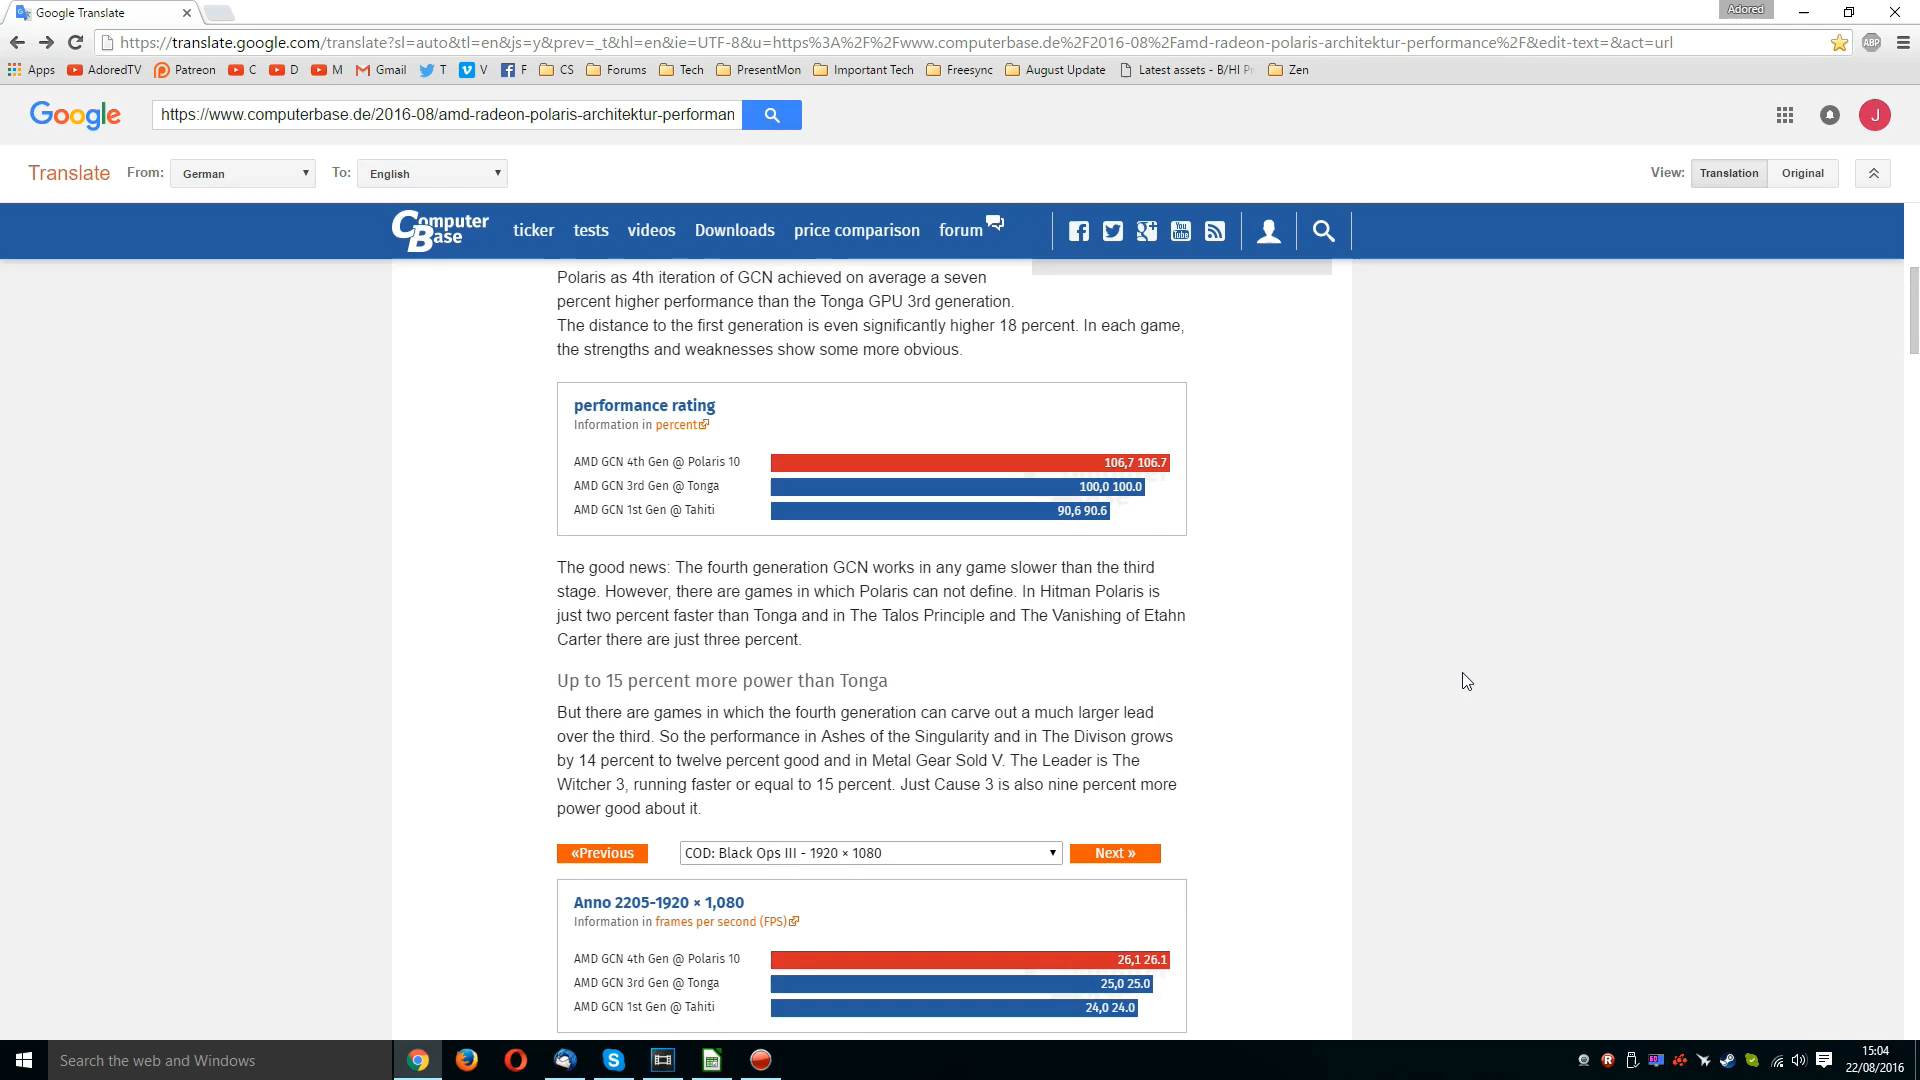 Google Translate
Adored
https://translate.google.com/translate?sl=auto&tl=en&js=y&prev=_t&hl=en&ie=UTF-8&u=https%3A%2F%2Fwww.computerbase.de%2F2016-08%2Famd-radeon-polaris-architektur-performance%2F&edit-text=&act=url
ABP
Apps AdoredTV Patreon C D M Gmail T V F CS Forums Tech PresentMon Important Tech Freesync August Update Latest assets - B/HI Pr Zen
Google https://www.computerbase.de/2016-08/amd-radeon-polaris-architektur-performan J
Translate From: German To: English View: Translation Original
Computer Base ticker tests videos Downloads price comparison forum
Polaris as 4th iteration of GCN achieved on average a seven
percent higher performance than the Tonga GPU 3rd generation.
The distance to the first generation is even significantly higher 18 percent. In each game,
the strengths and weaknesses show some more obvious.
performance rating
Information in percent
AMD GCN 4th Gen @ Polaris 10 106,7 106.7
AMD GCN 3rd Gen @ Tonga 100,0 100.0
AMD GCN 1st Gen @ Tahiti 90,6 90.6
The good news: The fourth generation GCN works in any game slower than the third
stage. However, there are games in which Polaris can not define. In Hitman Polaris is
just two percent faster than Tonga and in The Talos Principle and The Vanishing of Etahn
Carter there are just three percent.
Up to 15 percent more power than Tonga
But there are games in which the fourth generation can carve out a much larger lead
over the third. So the performance in Ashes of the Singularity and in The Divison grows
by 14 percent to twelve percent good and in Metal Gear Sold V. The Leader is The
Witcher 3, running faster or equal to 15 percent. Just Cause 3 is also nine percent more
power good about it.
«Previous COD: Black Ops III - 1920 × 1080 Next »
Anno 2205-1920 × 1,080
Information in frames per second (FPS)
AMD GCN 4th Gen @ Polaris 10 26,1 26.1
AMD GCN 3rd Gen @ Tonga 25,0 25.0
AMD GCN 1st Gen @ Tahiti 24,0 24.0
Search the web and Windows
15:04
22/08/2016